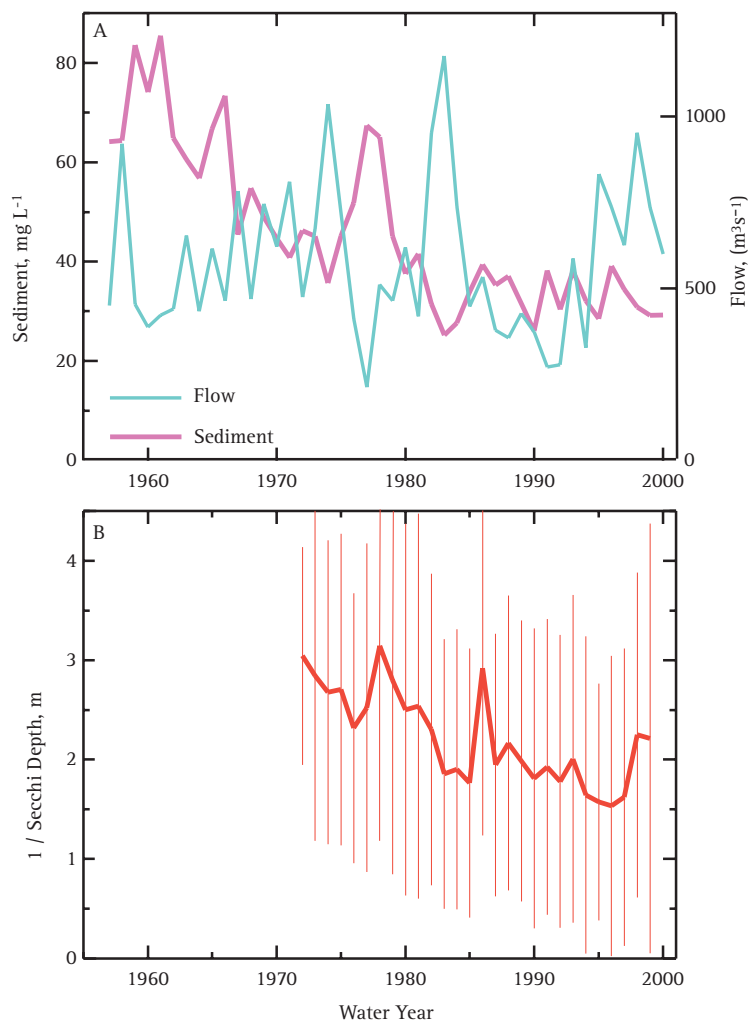 A
80
60
40
20
0
Sediment, mg L-1
1000
500
0
Flow, (m3s-1)
Flow
Sediment
1960
1970
1980
1990
2000
B
4
3
2
1
0
1 / Secchi Depth, m
1960
1970
1980
1990
2000
Water Year